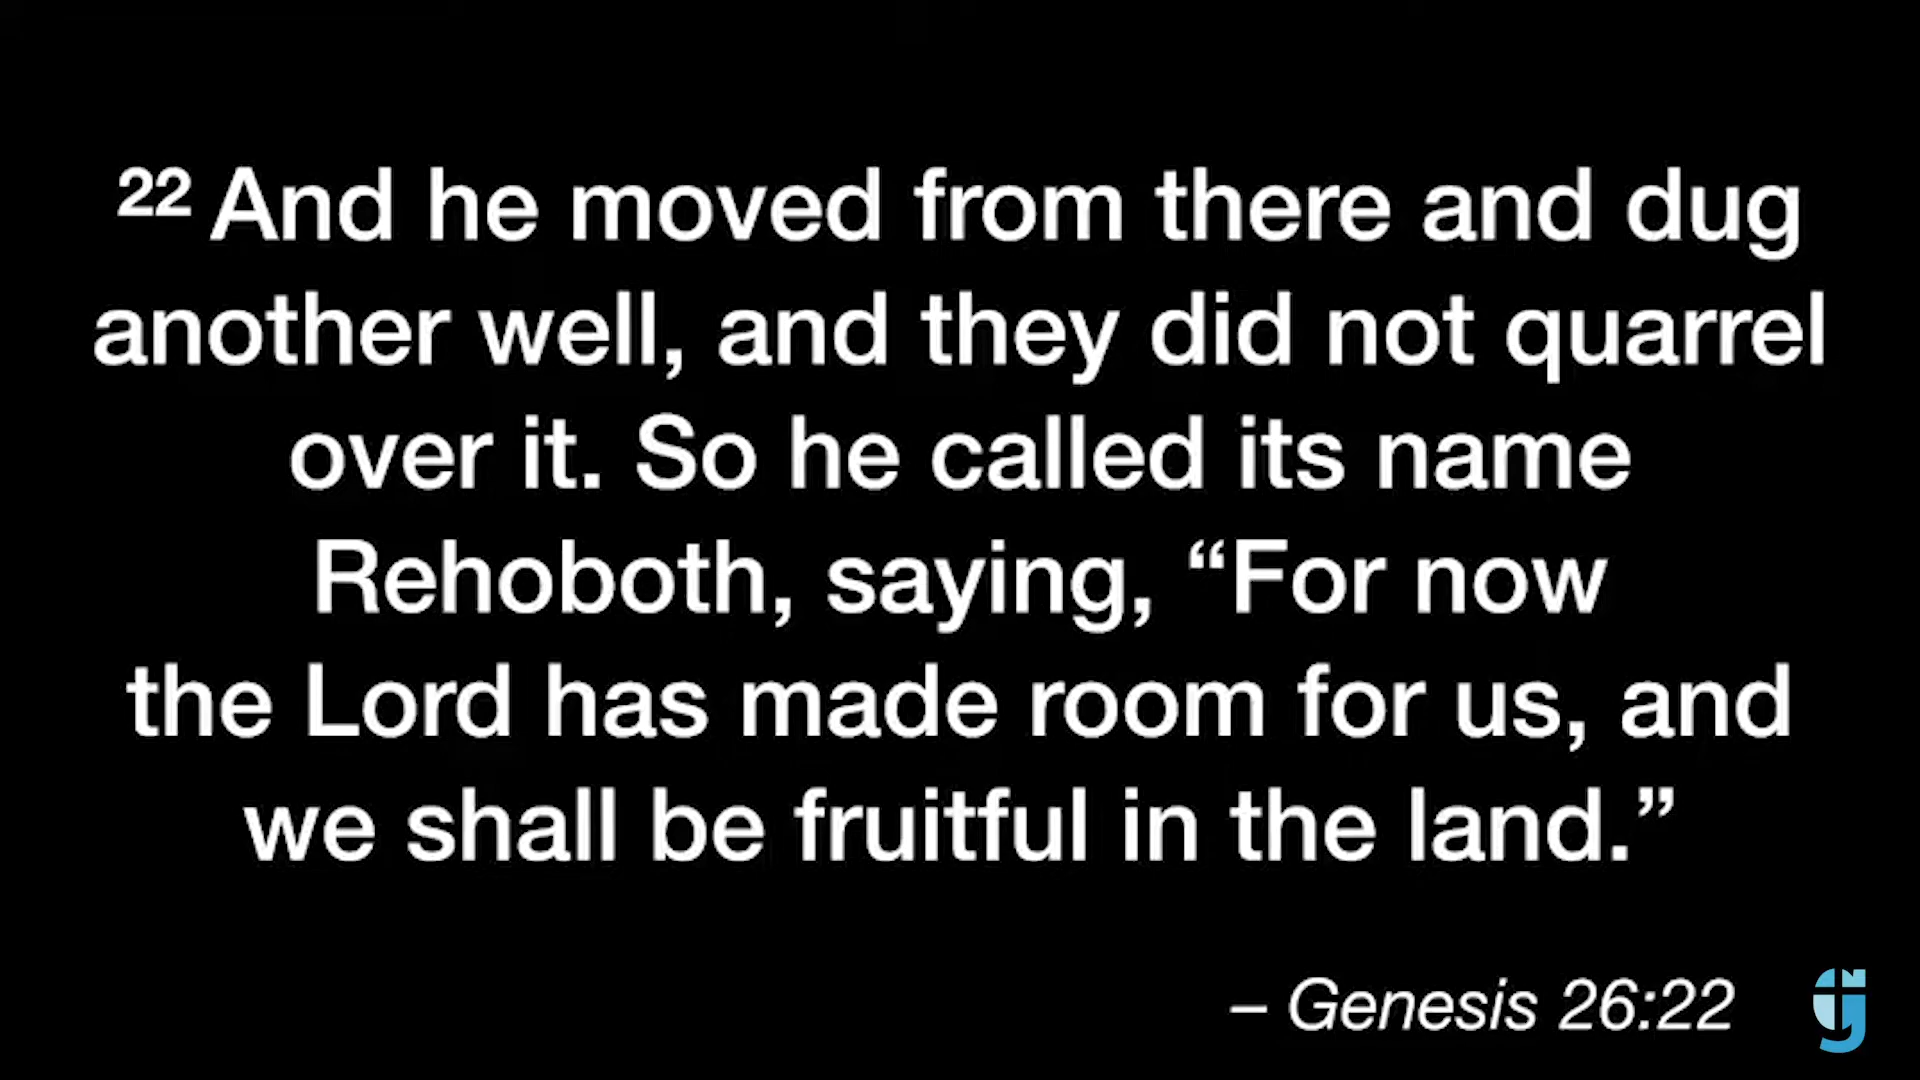 ²² And he moved from there and dug
another well, and they did not quarrel
over it. So he called its name
Rehoboth, saying, “For now
the Lord has made room for us, and
we shall be fruitful in the land.”
– Genesis 26:22